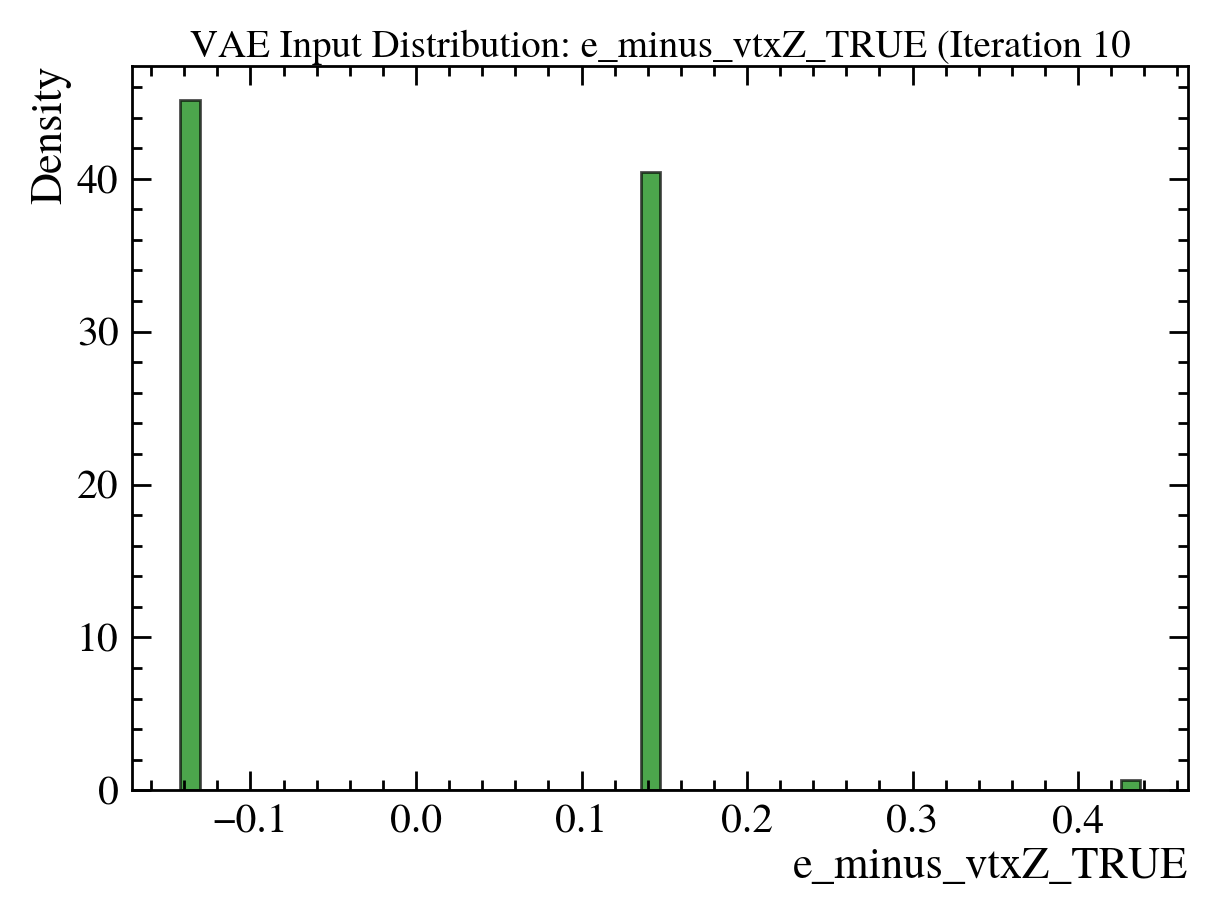 VAE Input Distribution: e_minus_vtxZ_TRUE (Iteration 10
Density
40
30
20
10
0
−0.1 0.0 0.1 0.2 0.3 0.4
e_minus_vtxZ_TRUE